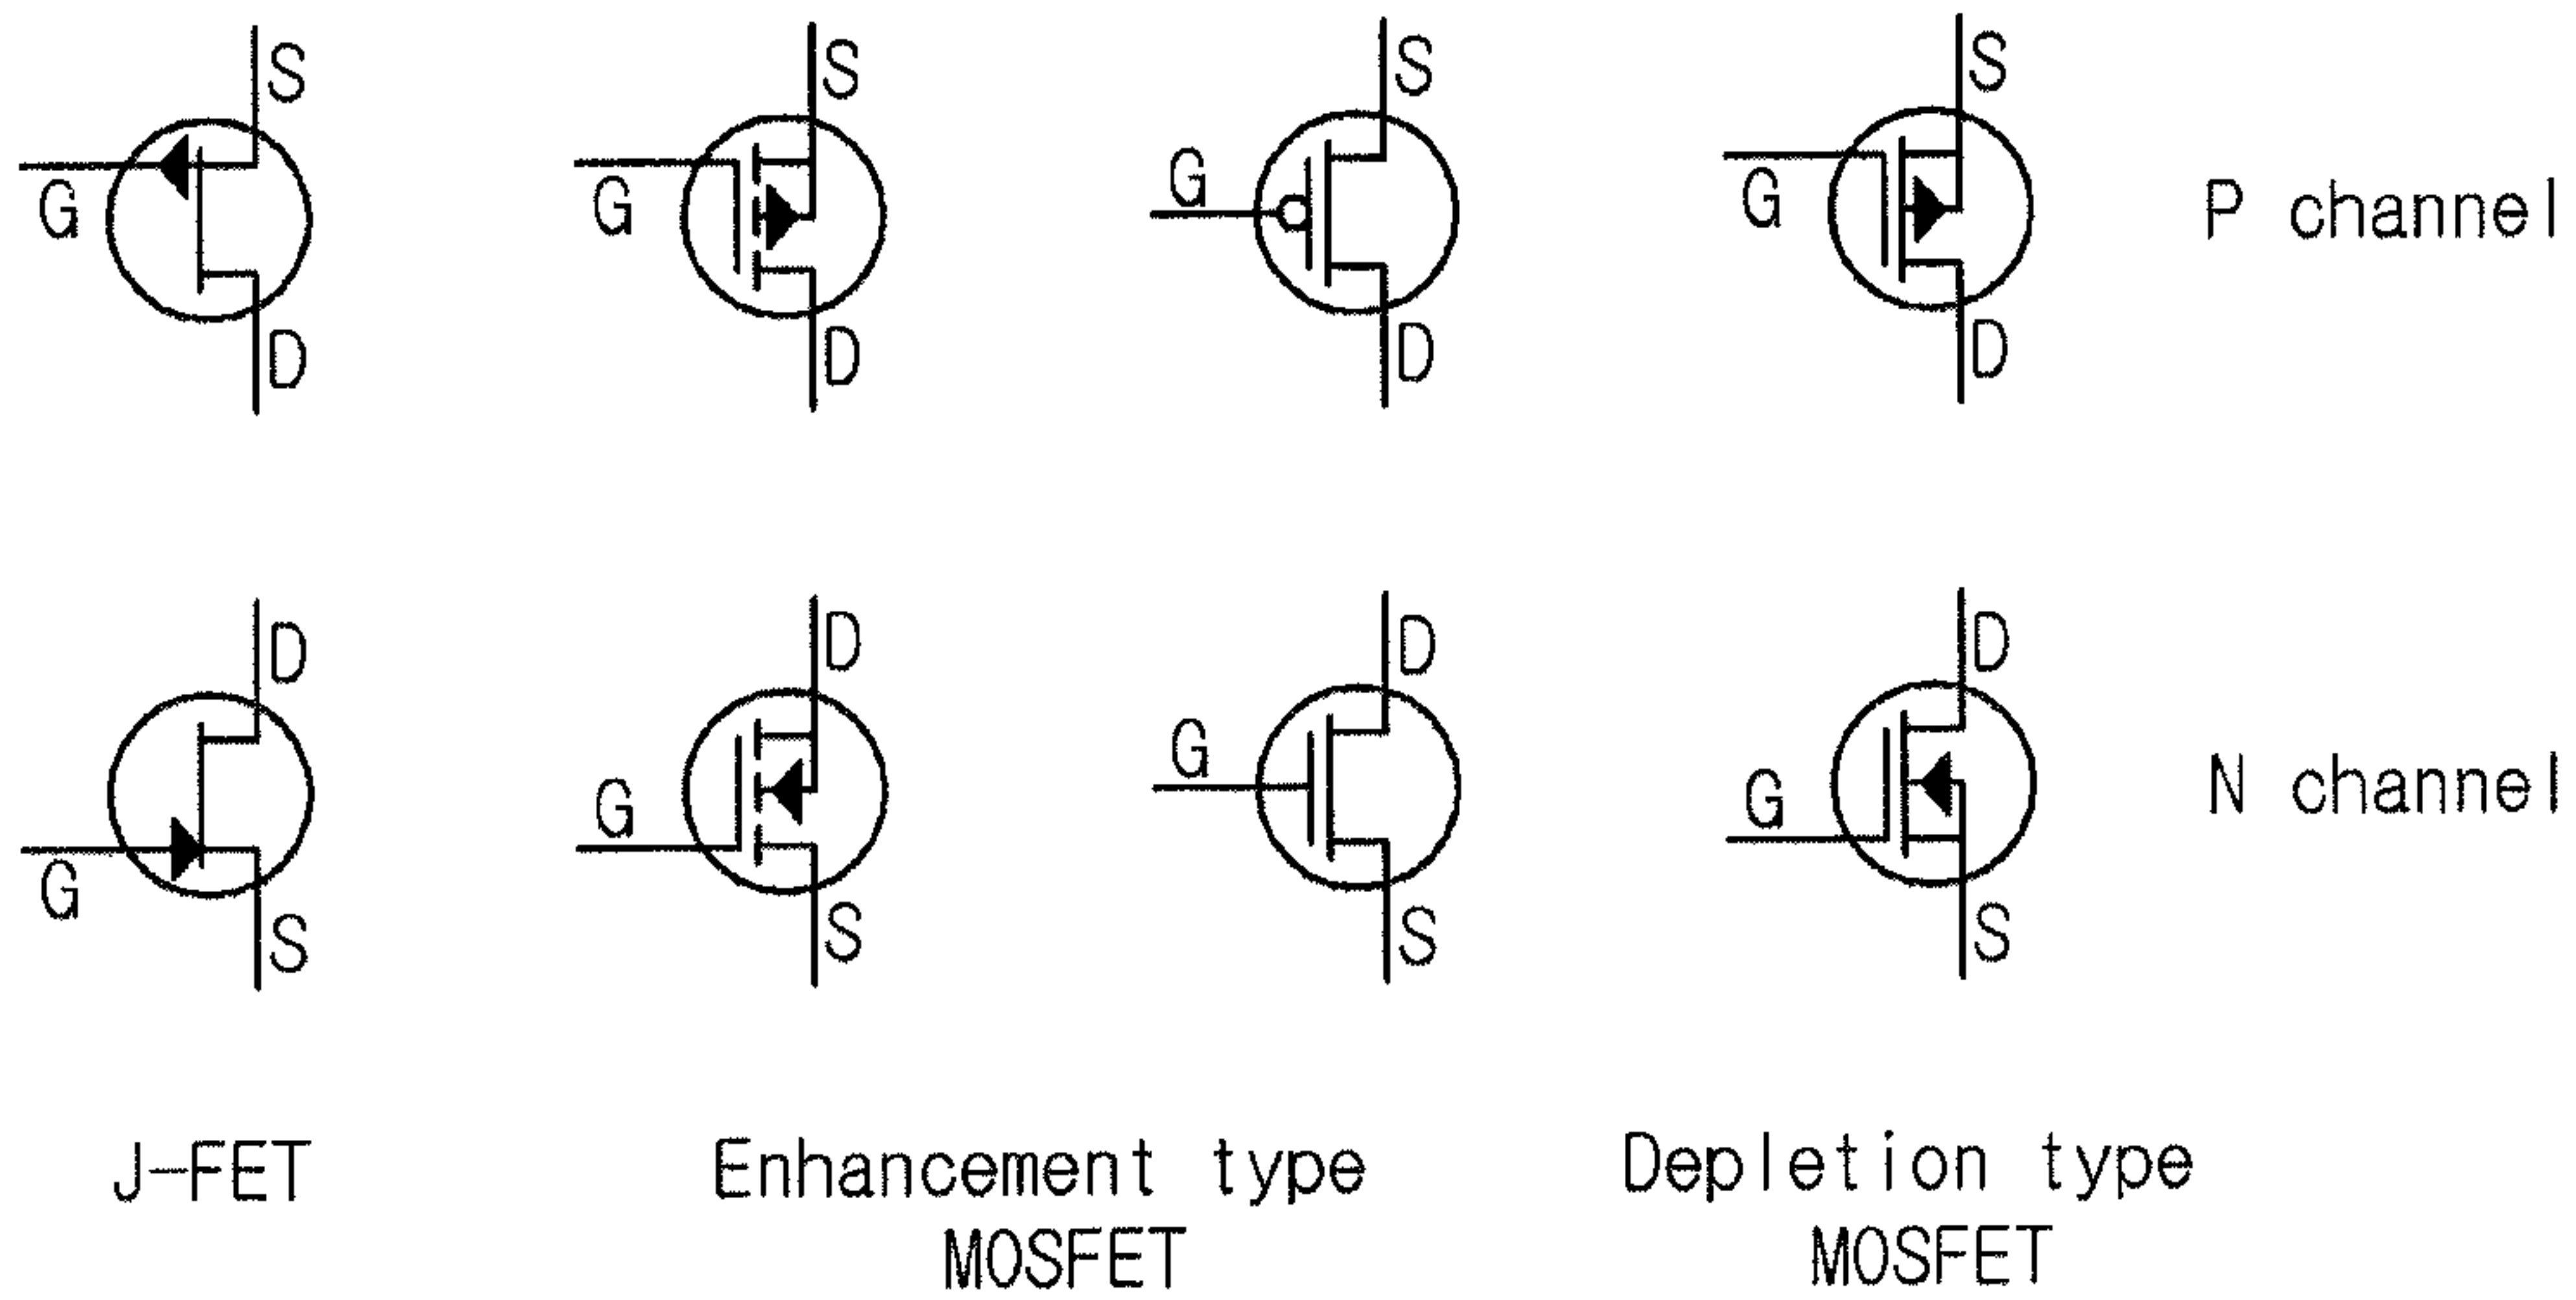 S S S S
G G G G P channel
D D D D
D D D D
G G G G N channel
S S S S
J-FET Enhancement type Depletion type
MOSFET MOSFET